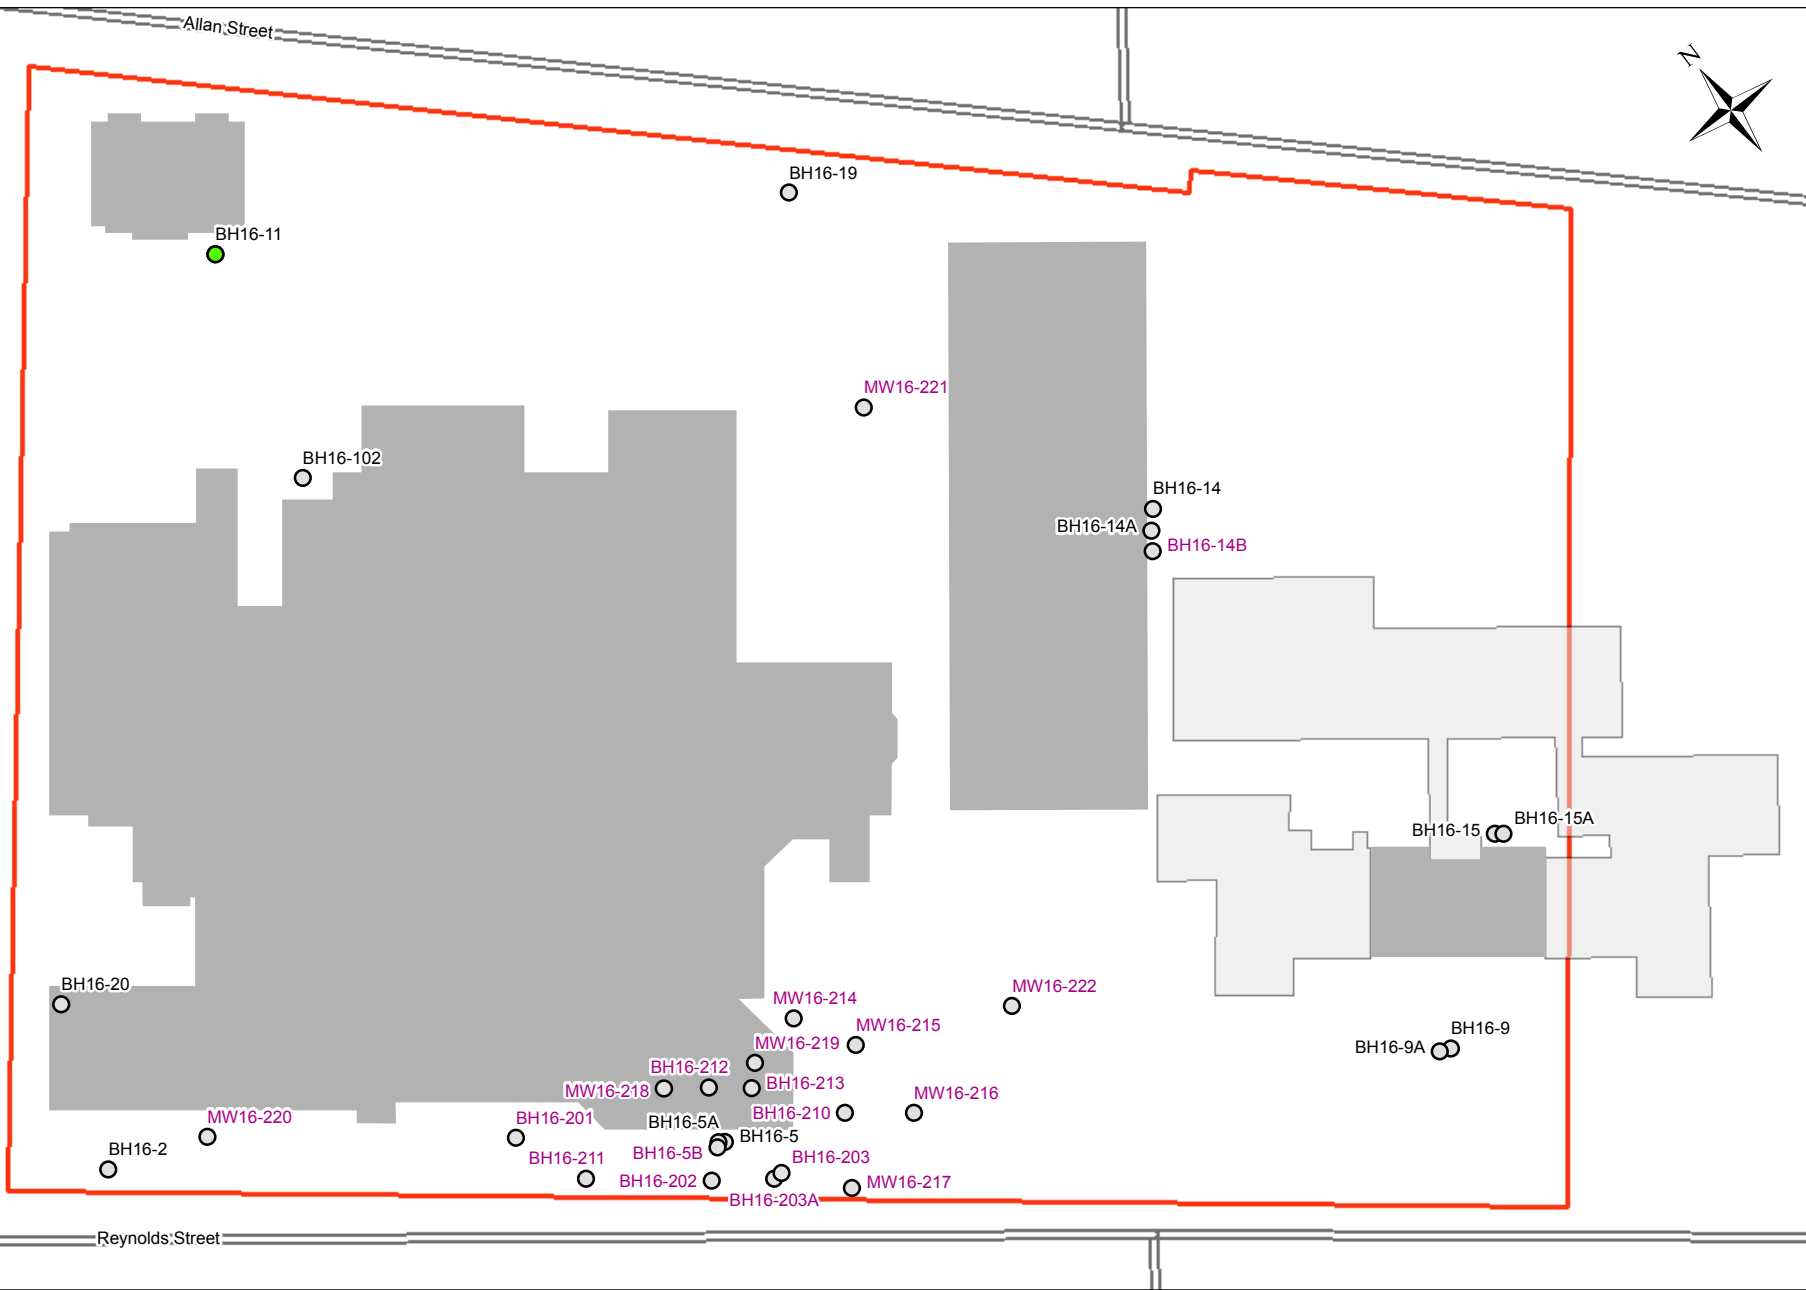 Allan Street
N
BH16-19
BH16-11
MW16-221
BH16-102
BH16-14
BH16-14A
BH16-14B
BH16-15A
BH16-15
BH16-20
MW16-222
MW16-214
MW16-215
BH16-9
BH16-9A
MW16-219
BH16-212
BH16-213
MW16-218
MW16-216
BH16-210
MW16-220
BH16-201
BH16-5A
BH16-5
BH16-2
BH16-5B
BH16-211
BH16-203
BH16-202
MW16-217
BH16-203A
Reynolds Street